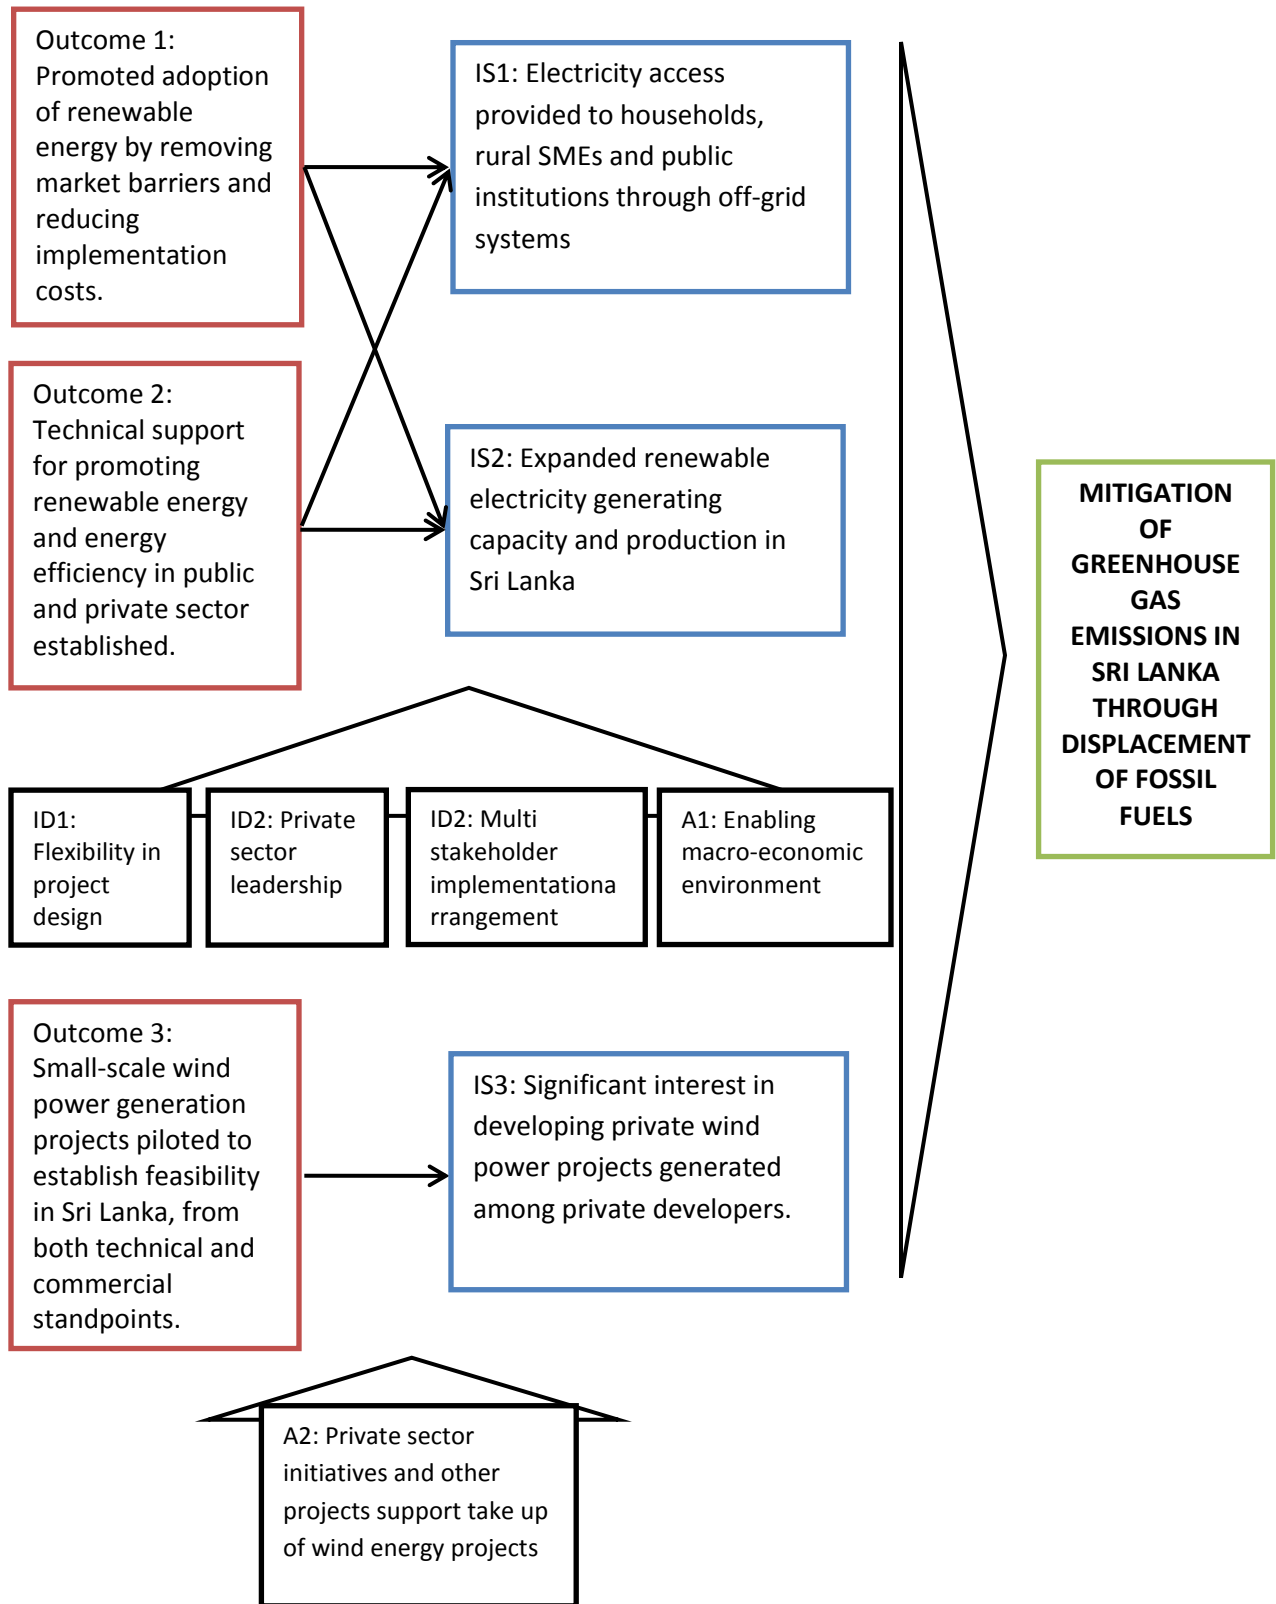 Outcome 1:
Promoted adoption
of renewable
energy by removing
market barriers and
reducing
implementation
costs.
IS1: Electricity access
provided to households,
rural SMEs and public
institutions through off-grid
systems
Outcome 2:
Technical support
for promoting
renewable energy
and energy
efficiency in public
and private sector
established.
IS2: Expanded renewable
electricity generating
capacity and production in
Sri Lanka
MITIGATION
OF
GREENHOUSE
GAS
EMISSIONS IN
SRI LANKA
THROUGH
DISPLACEMENT
OF FOSSIL
FUELS
ID1:
Flexibility in
project
design
ID2: Private
sector
leadership
ID2: Multi
stakeholder
implementationa
rrangement
A1: Enabling
macro-economic
environment
Outcome 3:
Small-scale wind
power generation
projects piloted to
establish feasibility
in Sri Lanka, from
both technical and
commercial
standpoints.
IS3: Significant interest in
developing private wind
power projects generated
among private developers.
A2: Private sector
initiatives and other
projects support take up
of wind energy projects